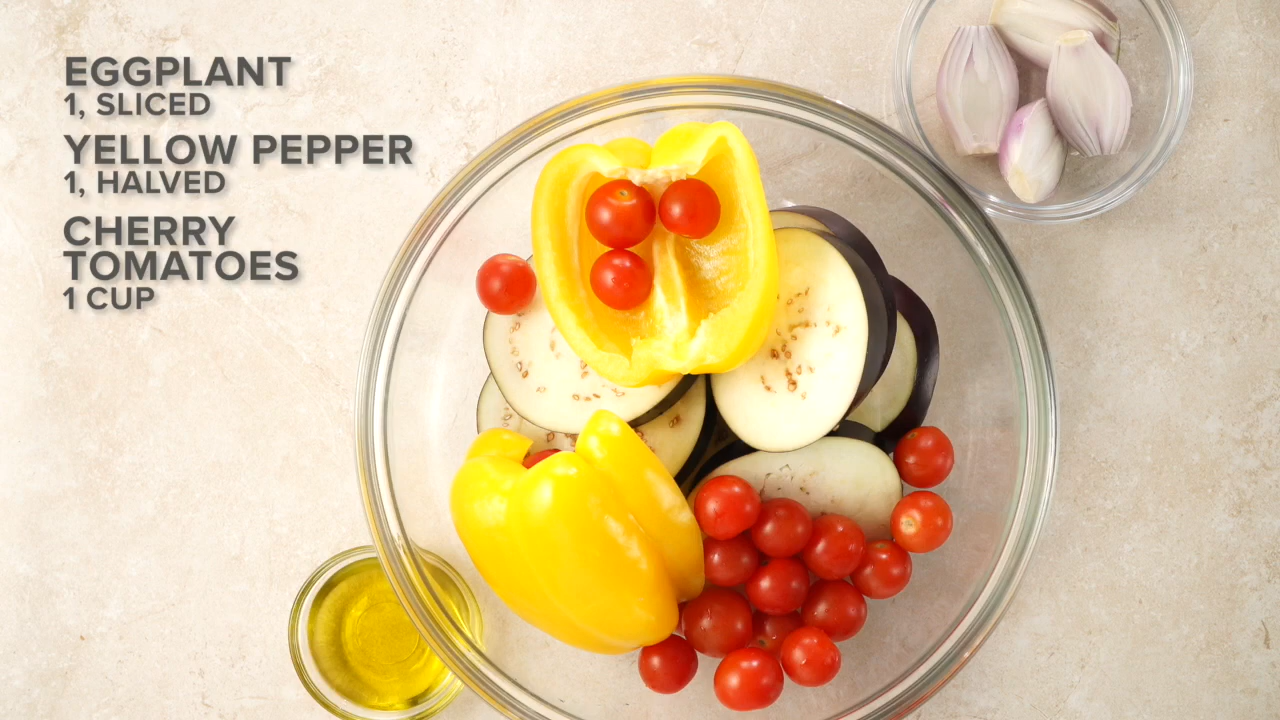 EGGPLANT
1, SLICED
YELLOW PEPPER
1, HALVED
CHERRY
TOMATOES
1 CUP